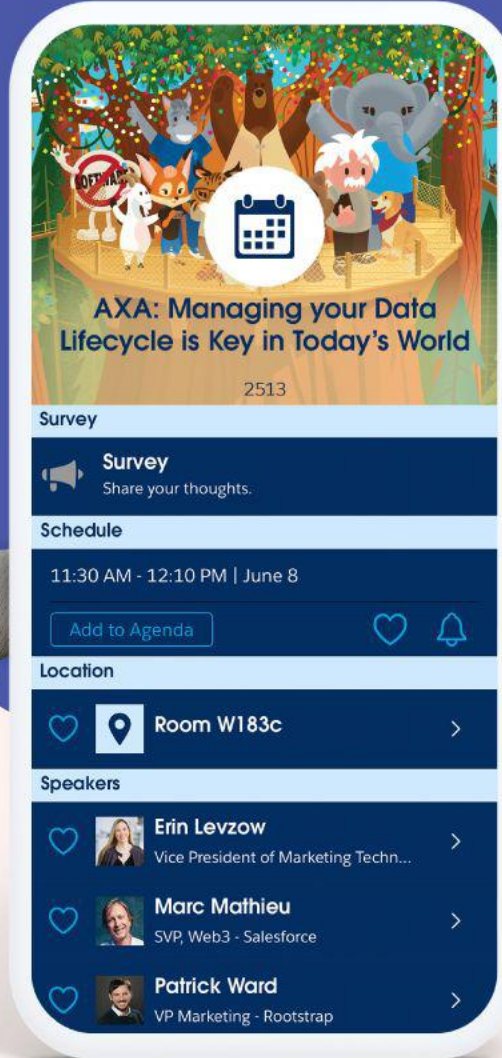 SOFTWARE
AXA: Managing your Data
Lifecycle is Key in Today's World
2513
Survey
Survey
Share your thoughts.
Schedule
11:30 AM - 12:10 PM | June 8
Add to Agenda
Location
Room W183c
Speakers
Erin Levzow
Vice President of Marketing Techn...
Marc Mathieu
SVP, Web3 - Salesforce
Patrick Ward
VP Marketing - Rootstrap